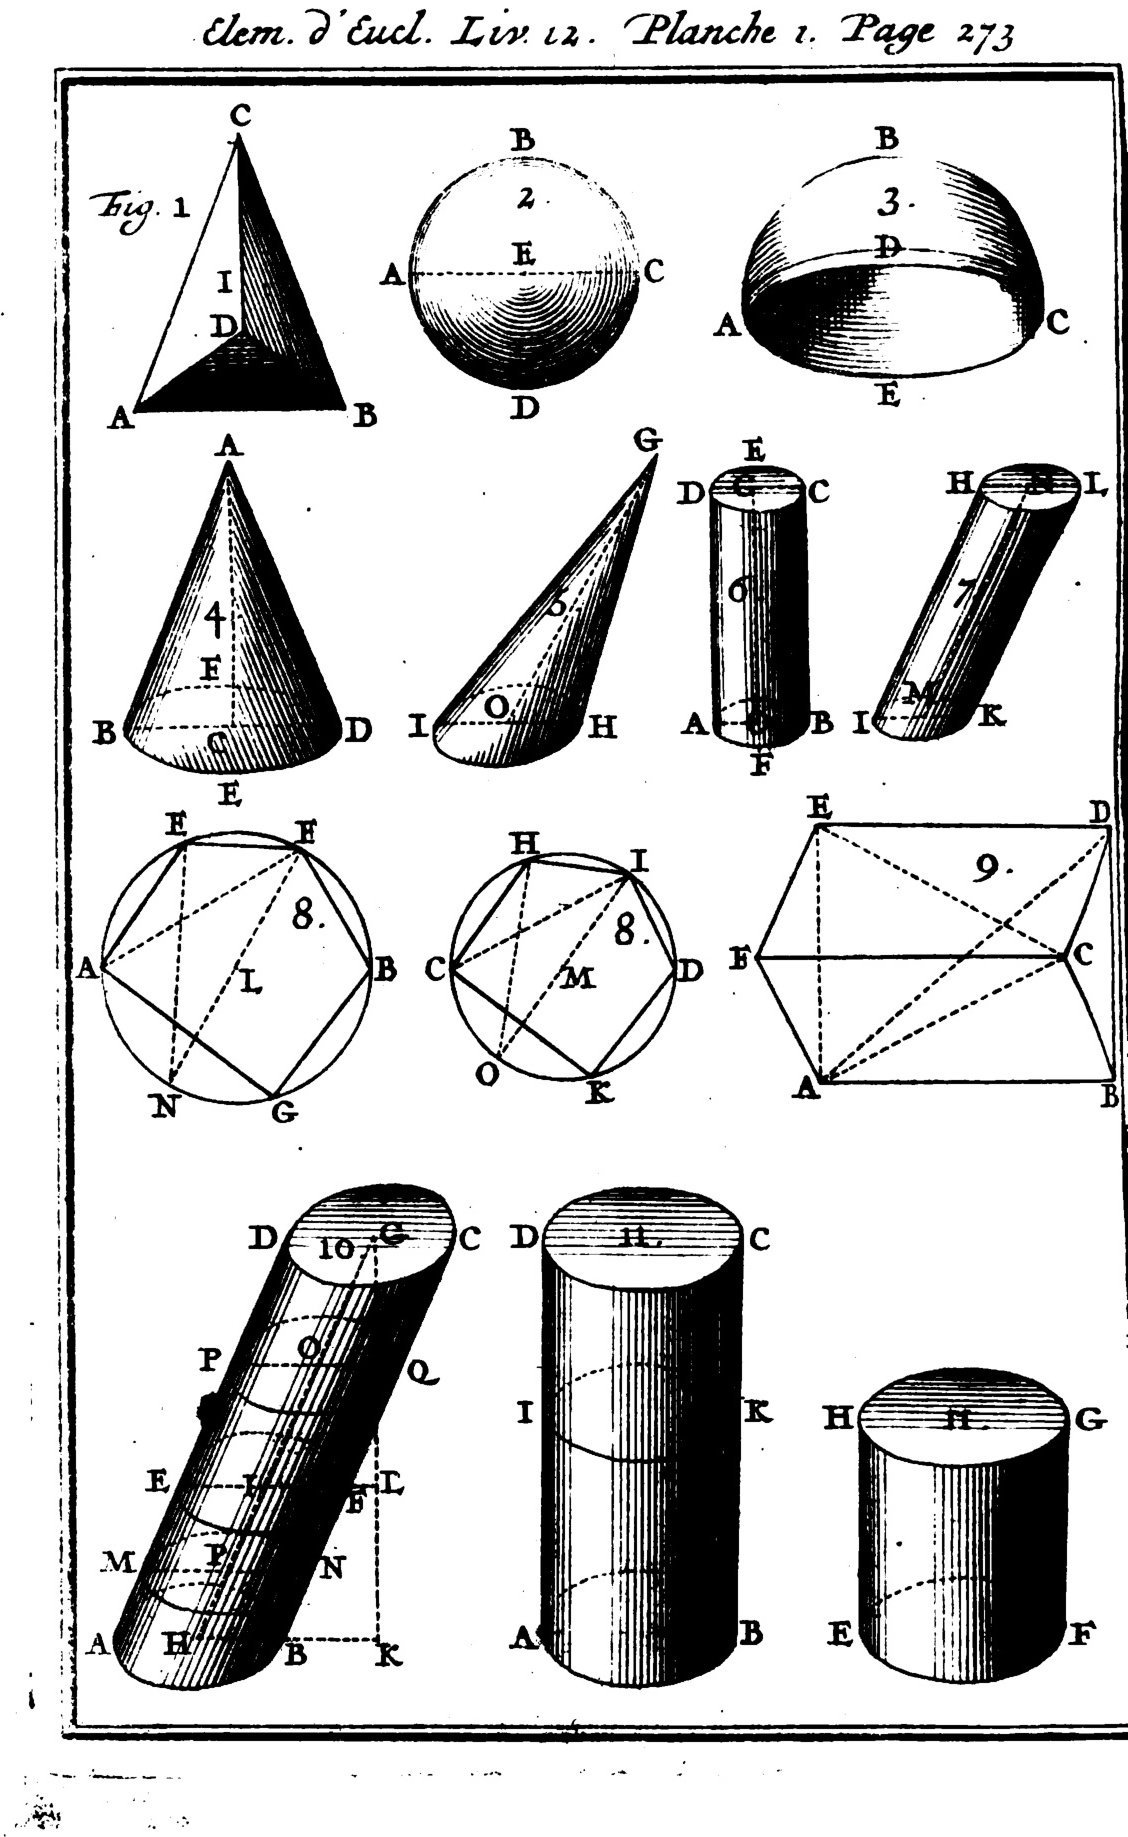 Elem. d'Eucl. Liv. 12. Planche 1. Page 273
Fig. 1
C
I
D
A B
B
2.
E
A C
D
B
3.
D
A C
E
A
4
F
B C D
E
G
5.
O
I H
E
D G C
6.
A B
F
H N L
7
M
I K
E F
8.
A L B
N G
H I
8.
C M D
O K
E D
9.
F C
A B
D G C
10.
O
P Q
E I F L
M P N
A H B K
D C
11.
I K
A B
H G
11.
E F